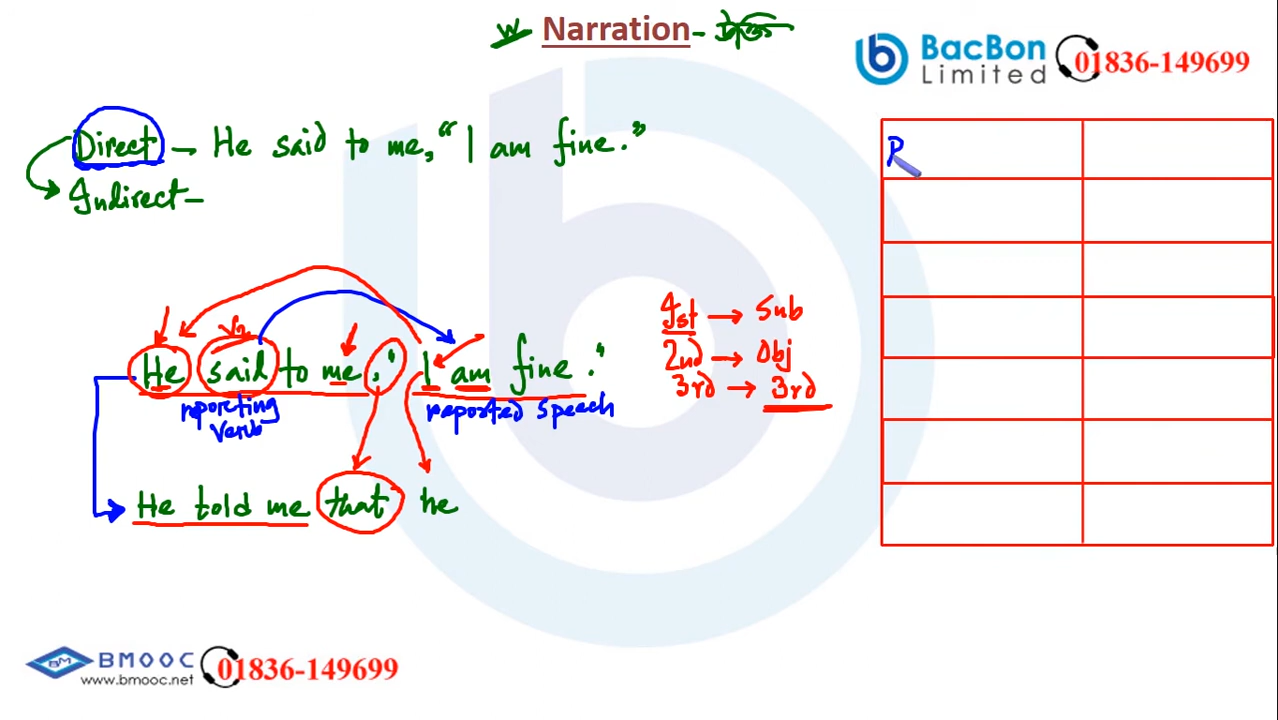 Narration-
BacBon Limited 01836-149699
Direct - He said to me, "I am fine."
Indirect-
V2
He said to me, " I am fine."
reporting verb
reported speech
1st → Sub
2nd → Obj
3rd → 3rd
He told me that he
P
BM BMOOC 01836-149699
www.bmooc.net